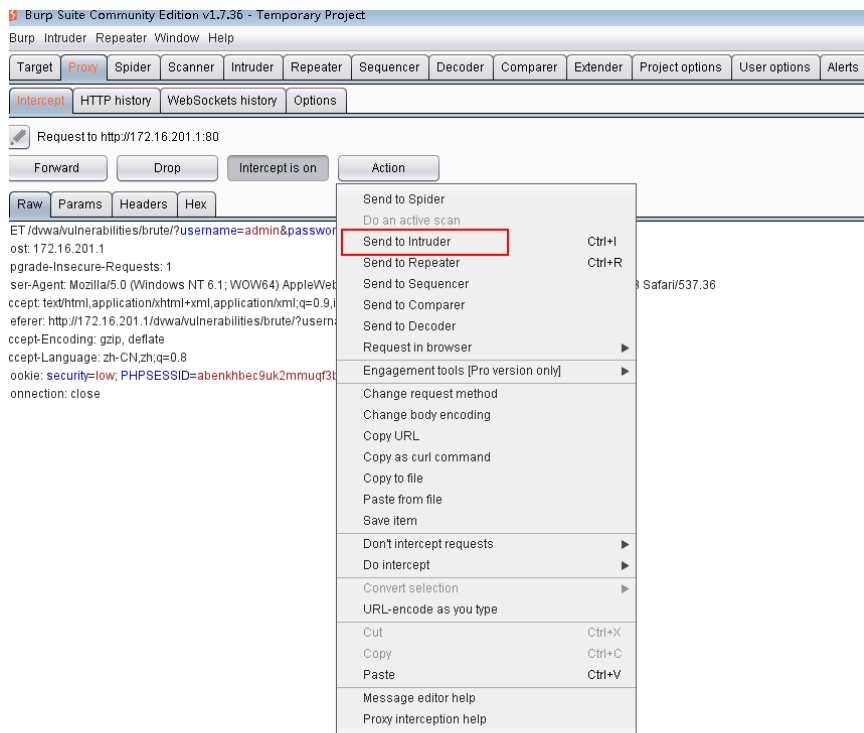 Burp Suite Community Edition v1.7.36 - Temporary Project
Burp Intruder Repeater Window Help
Target Proxy Spider Scanner Intruder Repeater Sequencer Decoder Comparer Extender Project options User options Alerts
Intercept HTTP history WebSockets history Options
Request to http://172.16.201.1:80
Forward Drop Intercept is on Action
Raw Params Headers Hex
ET /dvwa/vulnerabilities/brute/?username=admin&passwor
ost: 172.16.201.1
pgrade-Insecure-Requests: 1
ser-Agent: Mozilla/5.0 (Windows NT 6.1; WOW64) AppleWeb
Safari/537.36
ccept: text/html,application/xhtml+xml,application/xml;q=0.9,i
eferer: http://172.16.201.1/dvwa/vulnerabilities/brute/?userna
ccept-Encoding: gzip, deflate
ccept-Language: zh-CN,zh;q=0.8
ookie: security=low; PHPSESSID=abenkhbec9uk2mmuqf3b
onnection: close
Send to Spider
Do an active scan
Send to Intruder Ctrl+I
Send to Repeater Ctrl+R
Send to Sequencer
Send to Comparer
Send to Decoder
Request in browser
Engagement tools [Pro version only]
Change request method
Change body encoding
Copy URL
Copy as curl command
Copy to file
Paste from file
Save item
Don't intercept requests
Do intercept
Convert selection
URL-encode as you type
Cut Ctrl+X
Copy Ctrl+C
Paste Ctrl+V
Message editor help
Proxy interception help